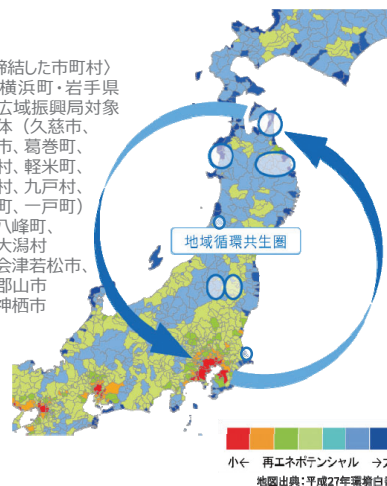 締結した市町村〉
横浜町・岩手県
広域振興局対象
体（久慈市、
市、葛巻町、
村、軽米町、
村、九戸村、
町、一戸町）
八峰町、
大潟村
会津若松市、
郡山市
神栖市
地域循環共生圏
小← 再エネポテンシャル →大
地図出典：平成27年環境白